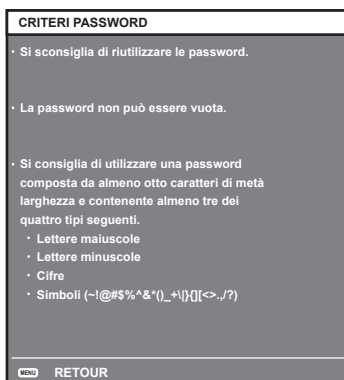 CRITERI PASSWORD
・Si sconsiglia di riutilizzare le password.
・La password non può essere vuota.
・Si consiglia di utilizzare una password
composta da almeno otto caratteri di metà
larghezza e contenente almeno tre dei
quattro tipi seguenti.
・Lettere maiuscole
・Lettere minuscole
・Cifre
・Simboli (~!@#$%^&*()_+\|}{][<>.,/?)
MENU RETOUR